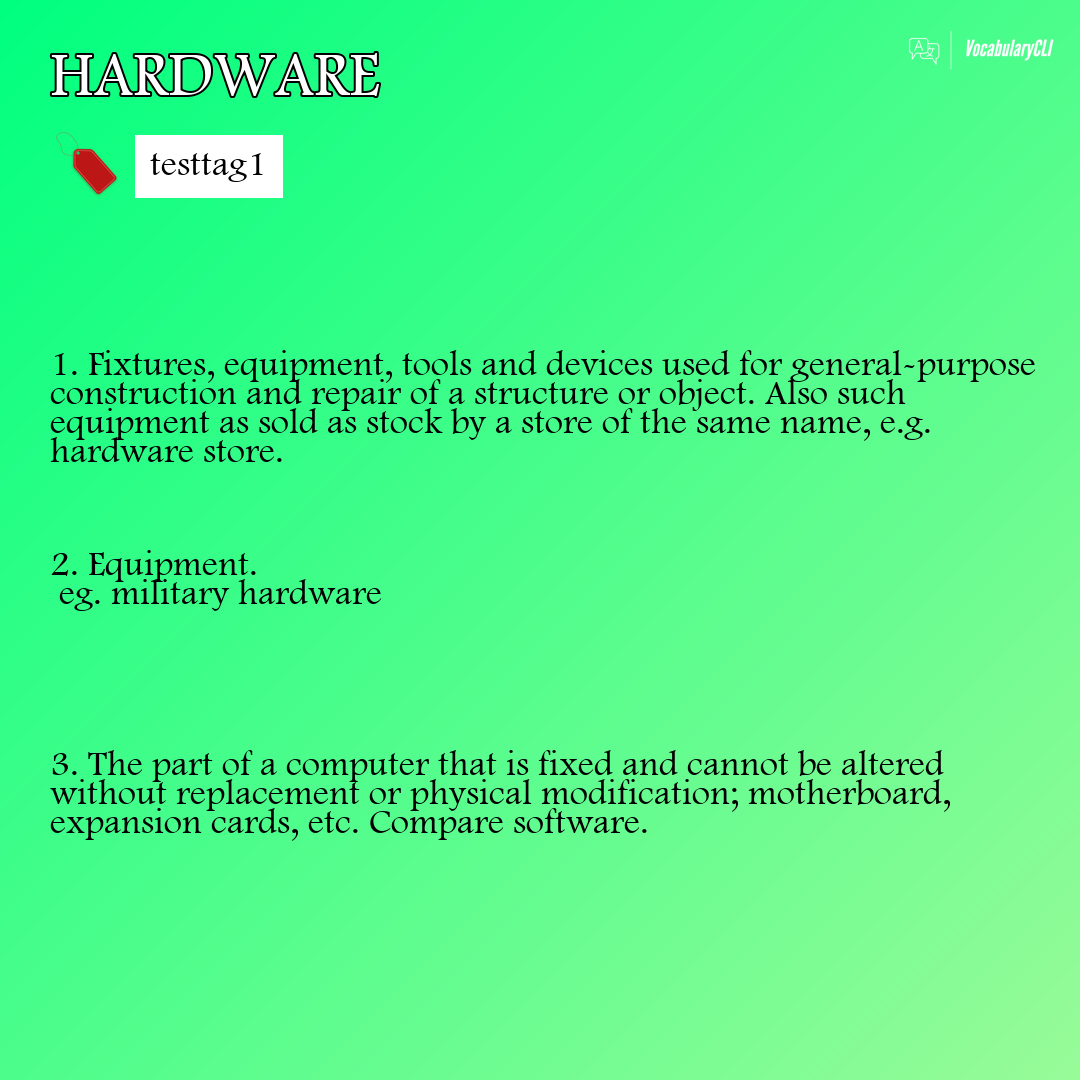 HARDWARE
VocabularyCLI
testtag1
1. Fixtures, equipment, tools and devices used for general-purpose
construction and repair of a structure or object. Also such
equipment as sold as stock by a store of the same name, e.g.
hardware store.
2. Equipment.
eg. military hardware
3. The part of a computer that is fixed and cannot be altered
without replacement or physical modification; motherboard,
expansion cards, etc. Compare software.